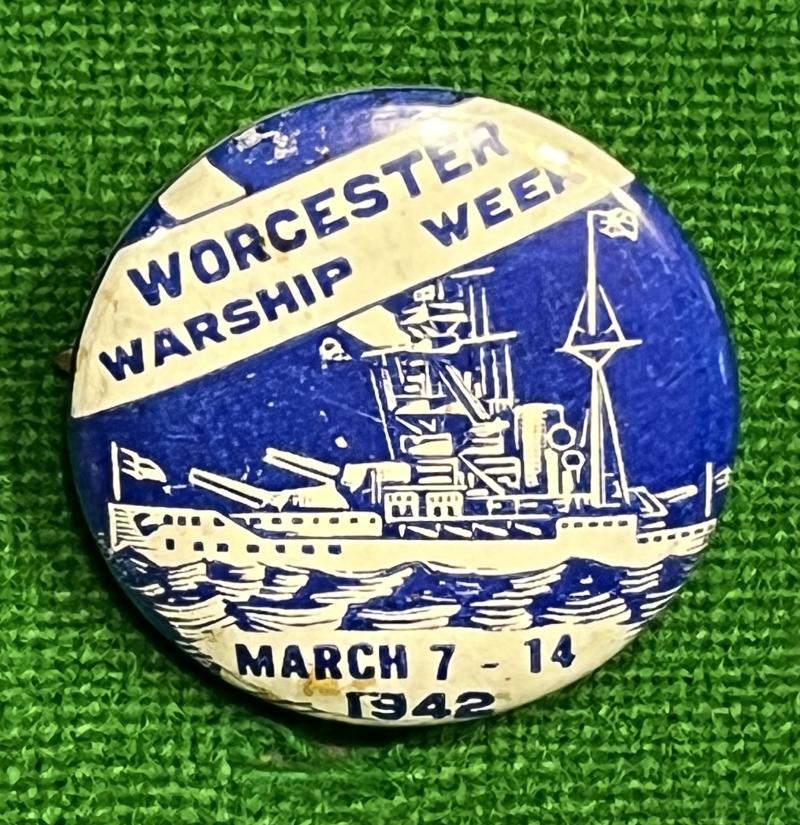 WORCESTER
WARSHIP WEEK
MARCH 7 - 14
1942